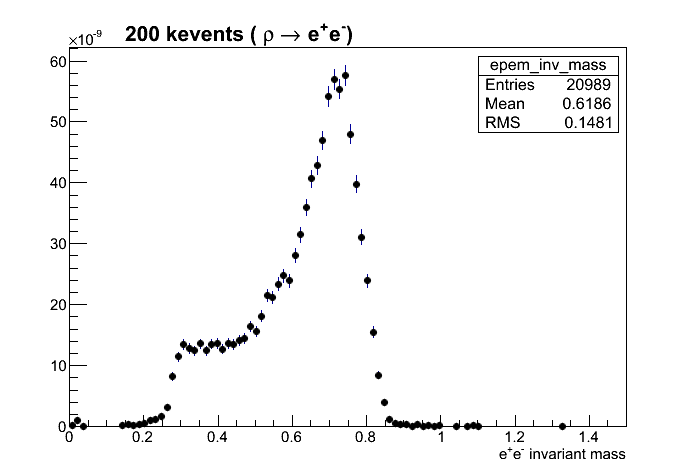 ×10⁻⁹ 200 kevents ( ρ → e⁺e⁻)
epem_inv_mass
Entries 20989
Mean 0.6186
RMS 0.1481
60
50
40
30
20
10
0
0 0.2 0.4 0.6 0.8 1 1.2 1.4
e⁺e⁻ invariant mass